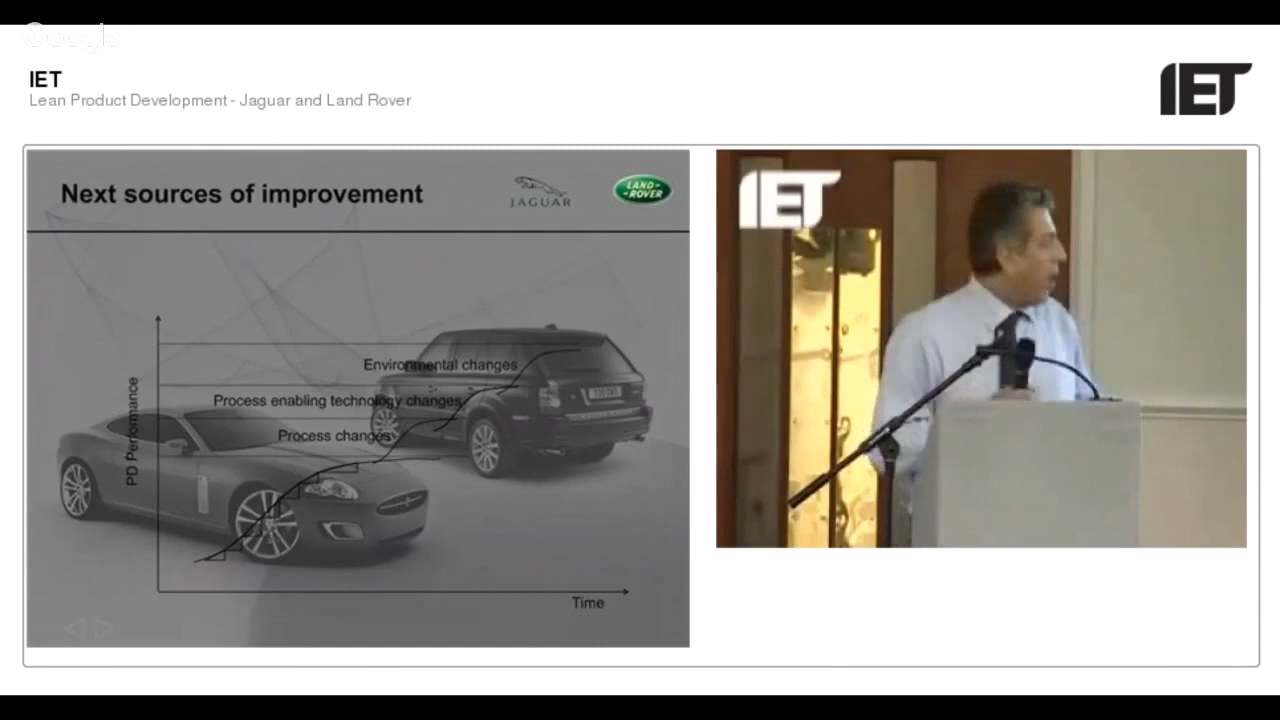 Google
IET
Lean Product Development - Jaguar and Land Rover
IET
Next sources of improvement
JAGUAR
LAND-
ROVER
IET
Environmental changes
Process enabling technology changes
Process changes
PD Performance
Time